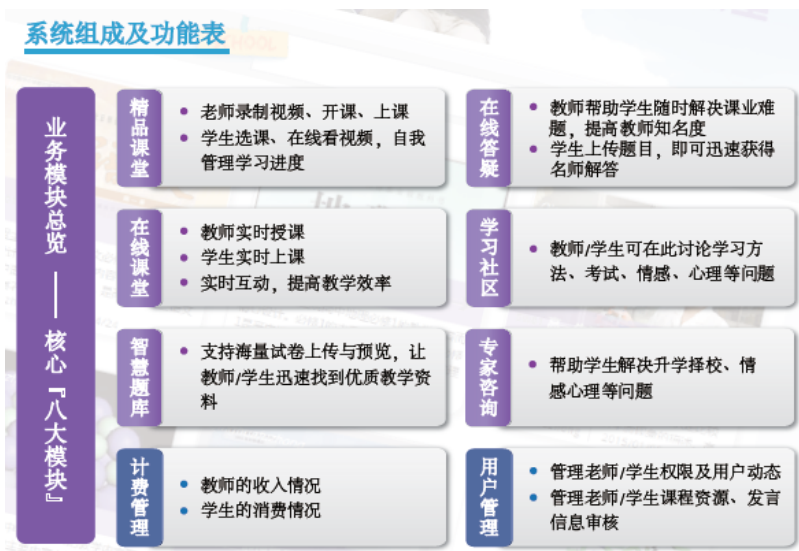 系统组成及功能表
业务模块总览——核心『八大模块』
精品课堂
• 老师录制视频、开课、上课
• 学生选课、在线看视频，自我
管理学习进度
在线答疑
• 教师帮助学生随时解决课业难
题，提高教师知名度
• 学生上传题目，即可迅速获得
名师解答
在线课堂
• 教师实时授课
• 学生实时上课
• 实时互动，提高教学效率
学习社区
• 教师/学生可在此讨论学习方
法、考试、情感、心理等问题
智慧题库
• 支持海量试卷上传与预览，让
教师/学生迅速找到优质教学资
料
专家咨询
• 帮助学生解决升学择校、情
感心理等问题
计费管理
• 教师的收入情况
• 学生的消费情况
用户管理
• 管理老师/学生权限及用户动态
• 管理老师/学生课程资源、发言
信息审核